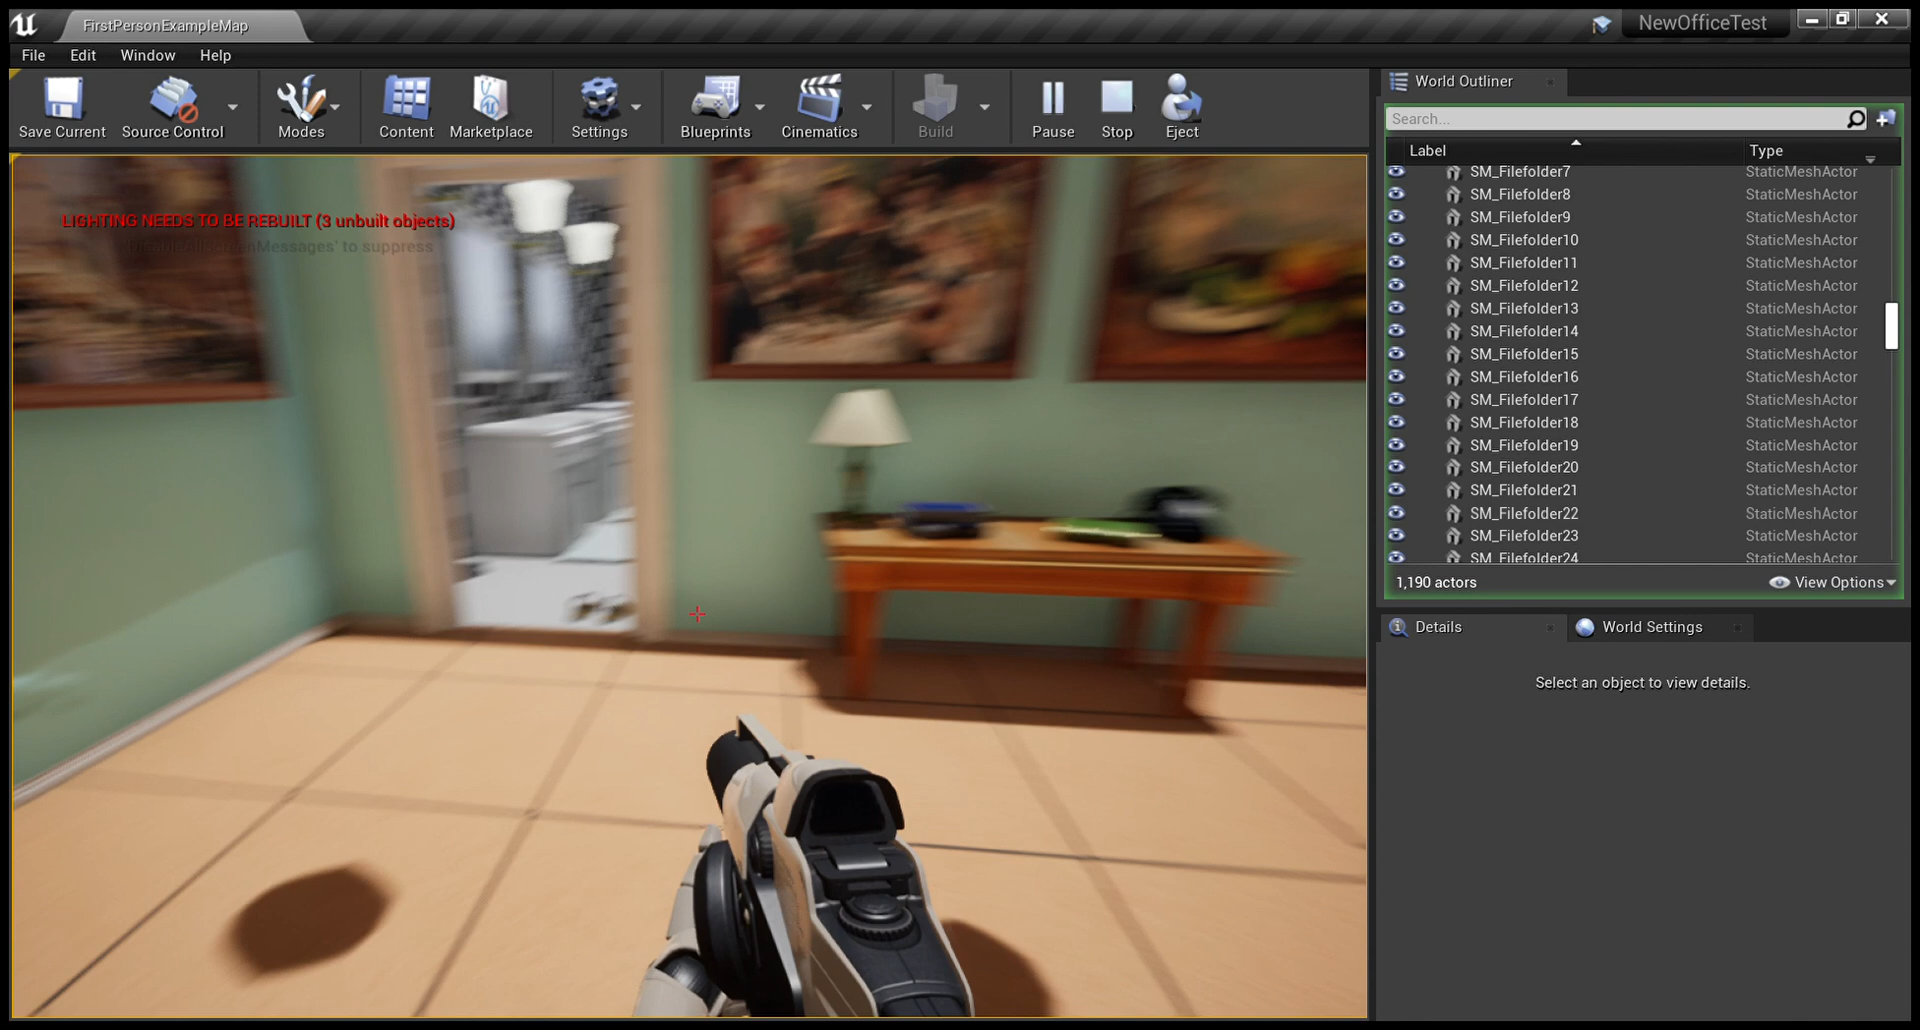 FirstPersonExampleMap
NewOfficeTest
File Edit Window Help
Save Current Source Control Modes Content Marketplace Settings Blueprints Cinematics Build Pause Stop Eject
World Outliner
Search...
Label Type
SM_Filefolder7 StaticMeshActor
SM_Filefolder8 StaticMeshActor
SM_Filefolder9 StaticMeshActor
SM_Filefolder10 StaticMeshActor
SM_Filefolder11 StaticMeshActor
SM_Filefolder12 StaticMeshActor
SM_Filefolder13 StaticMeshActor
SM_Filefolder14 StaticMeshActor
SM_Filefolder15 StaticMeshActor
SM_Filefolder16 StaticMeshActor
SM_Filefolder17 StaticMeshActor
SM_Filefolder18 StaticMeshActor
SM_Filefolder19 StaticMeshActor
SM_Filefolder20 StaticMeshActor
SM_Filefolder21 StaticMeshActor
SM_Filefolder22 StaticMeshActor
SM_Filefolder23 StaticMeshActor
SM_Filefolder24 StaticMeshActor
1,190 actors View Options
Details World Settings
Select an object to view details.
LIGHTING NEEDS TO BE REBUILT (3 unbuilt objects)
'DisableAllScreenMessages' to suppress